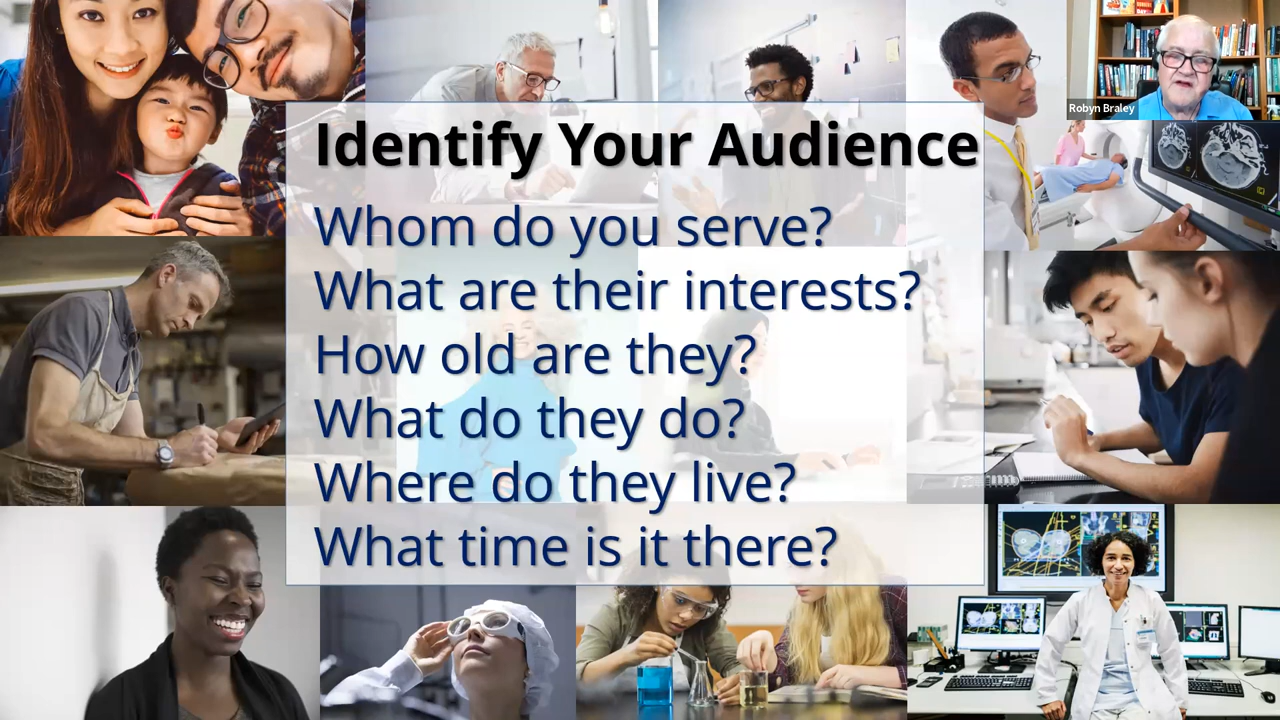 Identify Your Audience
Robyn Braley
Whom do you serve?
What are their interests?
How old are they?
What do they do?
Where do they live?
What time is it there?